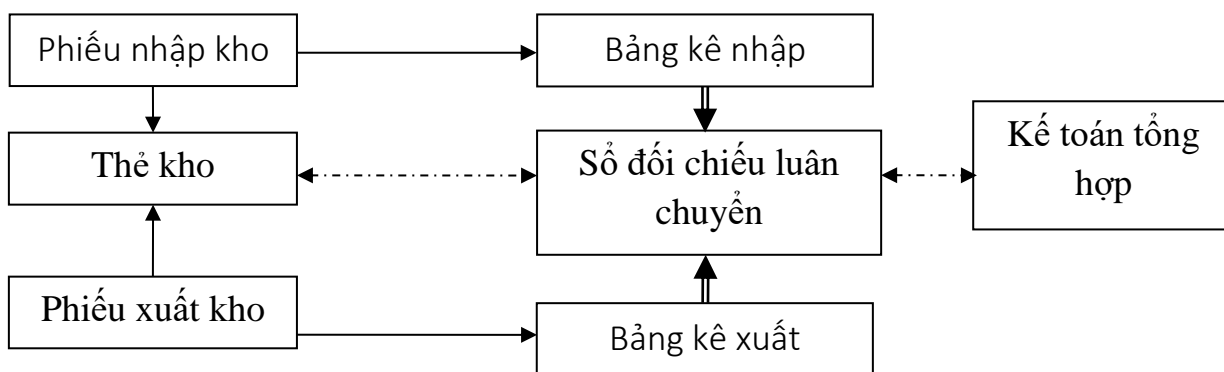 Phiếu nhập kho
Bảng kê nhập
Thẻ kho
Sổ đối chiếu luân
chuyển
Kế toán tổng
hợp
Phiếu xuất kho
Bảng kê xuất